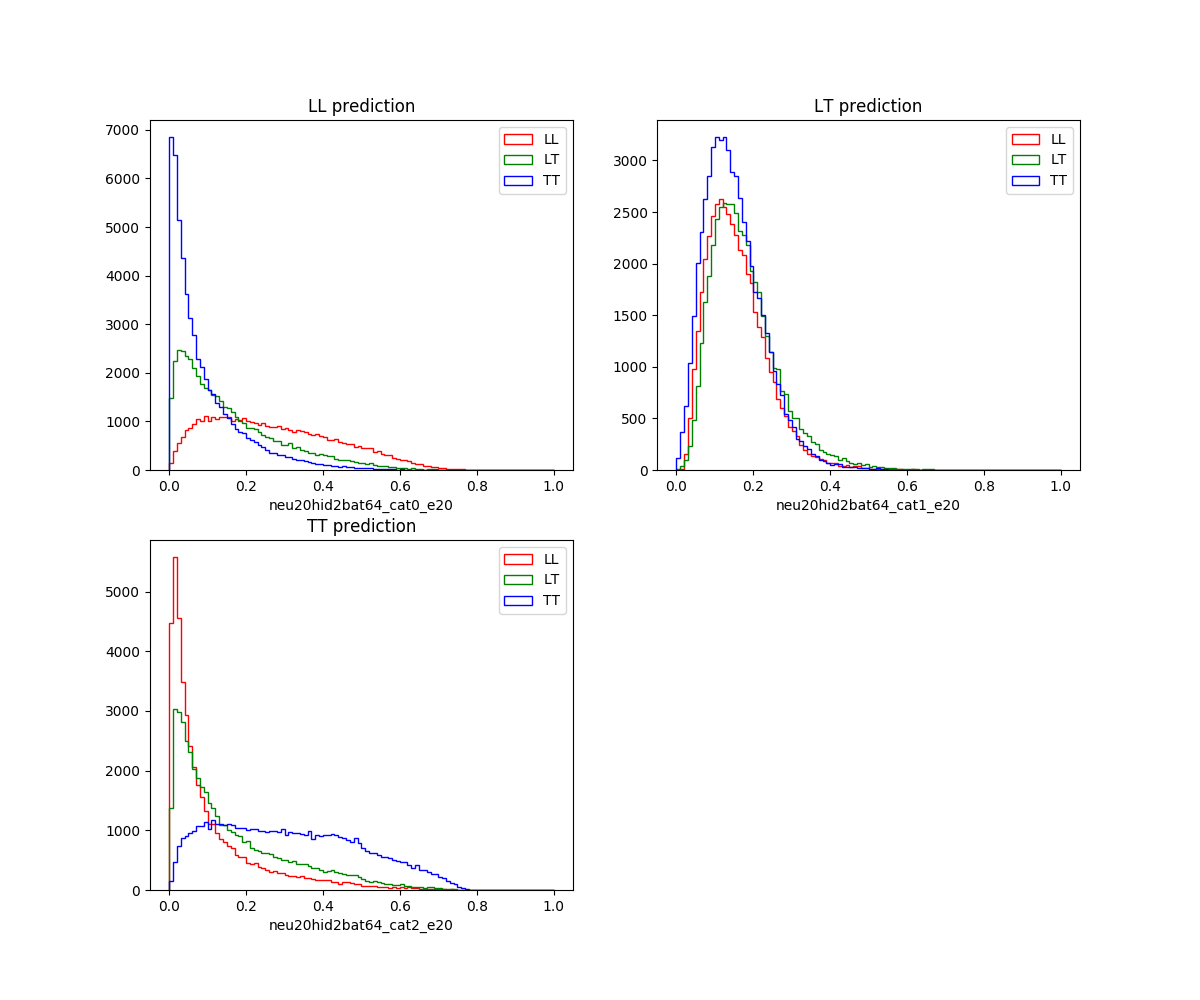 LL prediction
7000
6000
5000
4000
3000
2000
1000
0
0.0 0.2 0.4 0.6 0.8 1.0
neu20hid2bat64_cat0_e20
LL
LT
TT
LT prediction
3000
2500
2000
1500
1000
500
0
0.0 0.2 0.4 0.6 0.8 1.0
neu20hid2bat64_cat1_e20
LL
LT
TT
TT prediction
5000
4000
3000
2000
1000
0
0.0 0.2 0.4 0.6 0.8 1.0
neu20hid2bat64_cat2_e20
LL
LT
TT